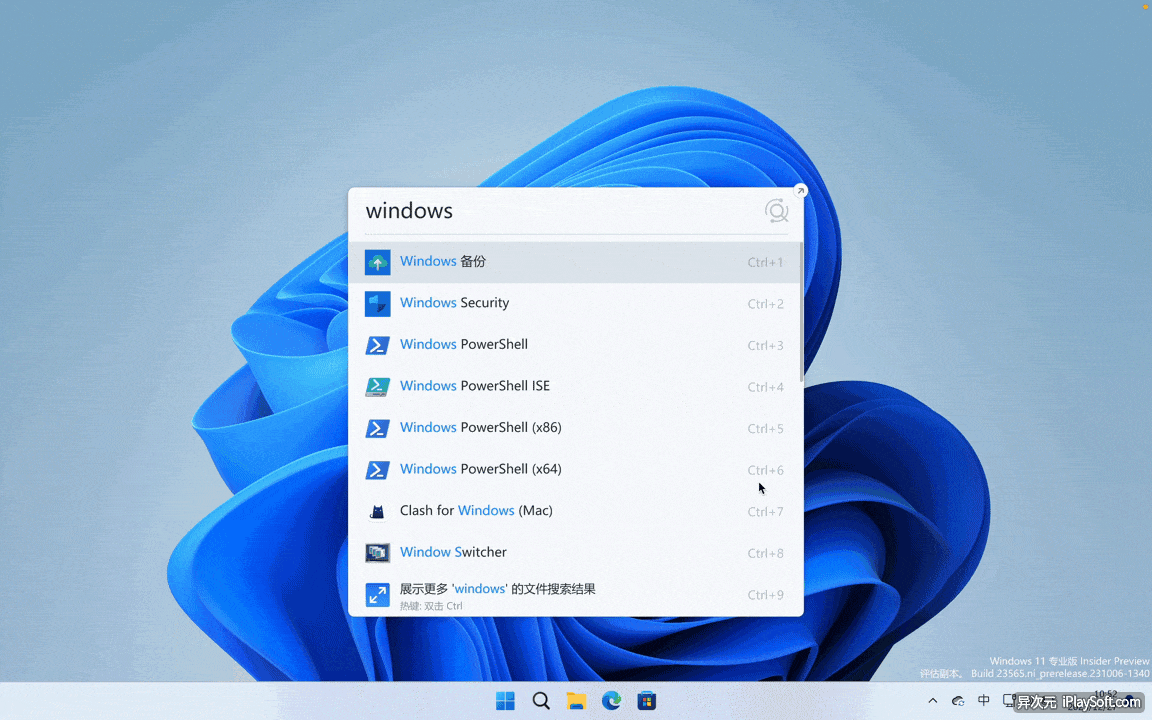 windows
Windows 备份 Ctrl+1
Windows Security Ctrl+2
Windows PowerShell Ctrl+3
Windows PowerShell ISE Ctrl+4
Windows PowerShell (x86) Ctrl+5
Windows PowerShell (x64) Ctrl+6
Clash for Windows (Mac) Ctrl+7
Window Switcher Ctrl+8
展示更多 'windows' 的文件搜索结果 Ctrl+9
热键: 双击 Ctrl
Windows 11 专业版 Insider Preview
评估副本。 Build 23565.ni_prerelease.231006-1340
中 10:52
异次元 iPlaySoft.com